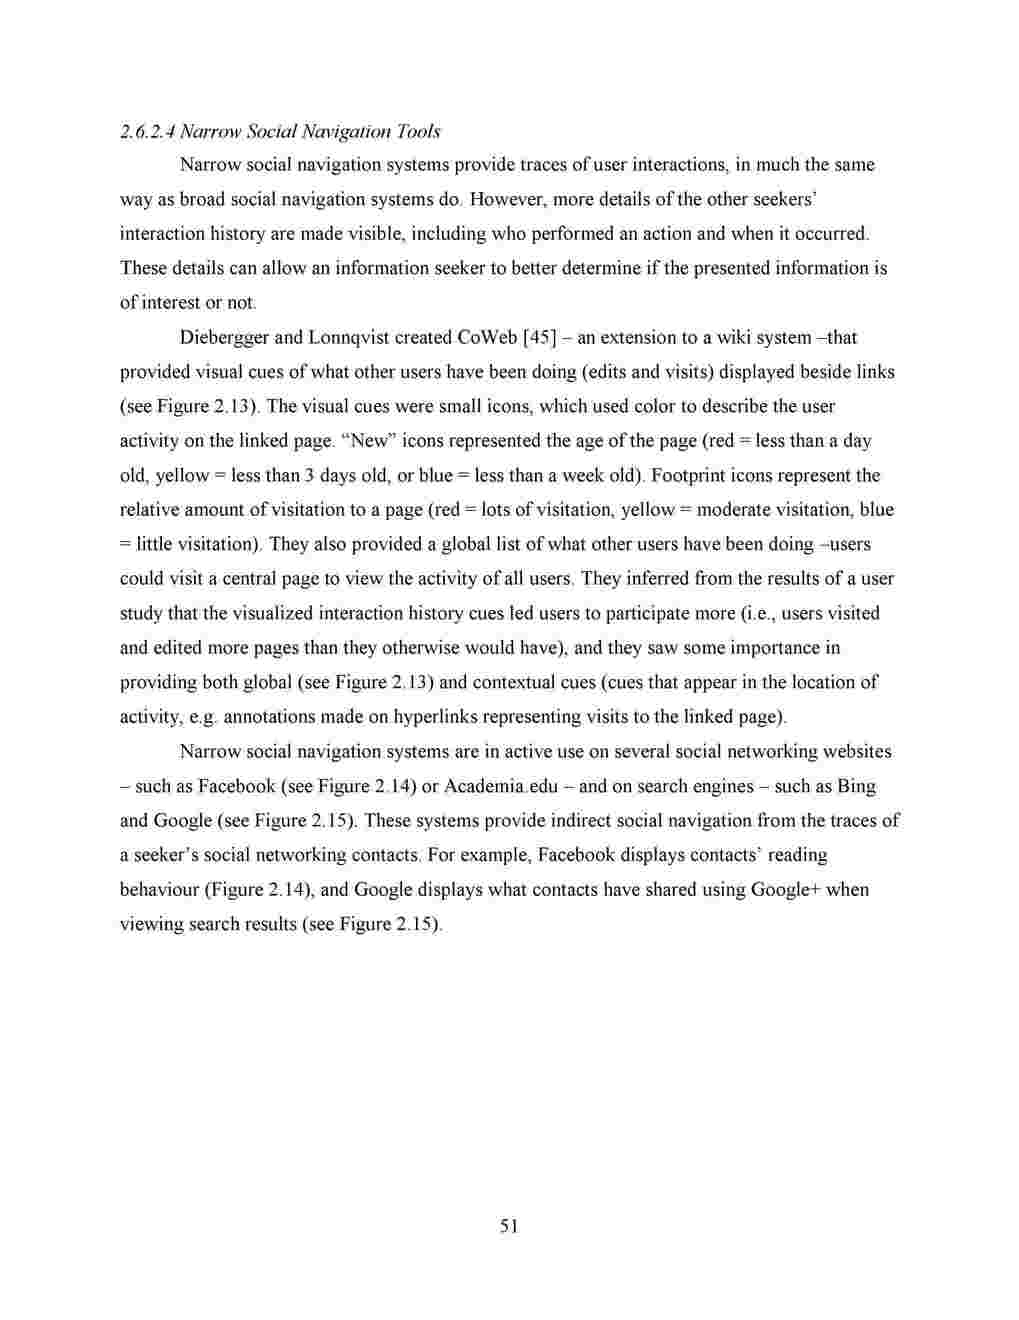 2.6.2.4 Narrow Social Navigation Tools
Narrow social navigation systems provide traces of user interactions, in much the same
way as broad social navigation systems do. However, more details of the other seekers’
interaction history are made visible, including who performed an action and when it occurred.
These details can allow an information seeker to better determine if the presented information is
of interest or not.
Diebergger and Lonnqvist created CoWeb [45] – an extension to a wiki system –that
provided visual cues of what other users have been doing (edits and visits) displayed beside links
(see Figure 2.13). The visual cues were small icons, which used color to describe the user
activity on the linked page. “New” icons represented the age of the page (red = less than a day
old, yellow = less than 3 days old, or blue = less than a week old). Footprint icons represent the
relative amount of visitation to a page (red = lots of visitation, yellow = moderate visitation, blue
= little visitation). They also provided a global list of what other users have been doing –users
could visit a central page to view the activity of all users. They inferred from the results of a user
study that the visualized interaction history cues led users to participate more (i.e., users visited
and edited more pages than they otherwise would have), and they saw some importance in
providing both global (see Figure 2.13) and contextual cues (cues that appear in the location of
activity, e.g. annotations made on hyperlinks representing visits to the linked page).
Narrow social navigation systems are in active use on several social networking websites
– such as Facebook (see Figure 2.14) or Academia.edu – and on search engines – such as Bing
and Google (see Figure 2.15). These systems provide indirect social navigation from the traces of
a seeker’s social networking contacts. For example, Facebook displays contacts’ reading
behaviour (Figure 2.14), and Google displays what contacts have shared using Google+ when
viewing search results (see Figure 2.15).
51